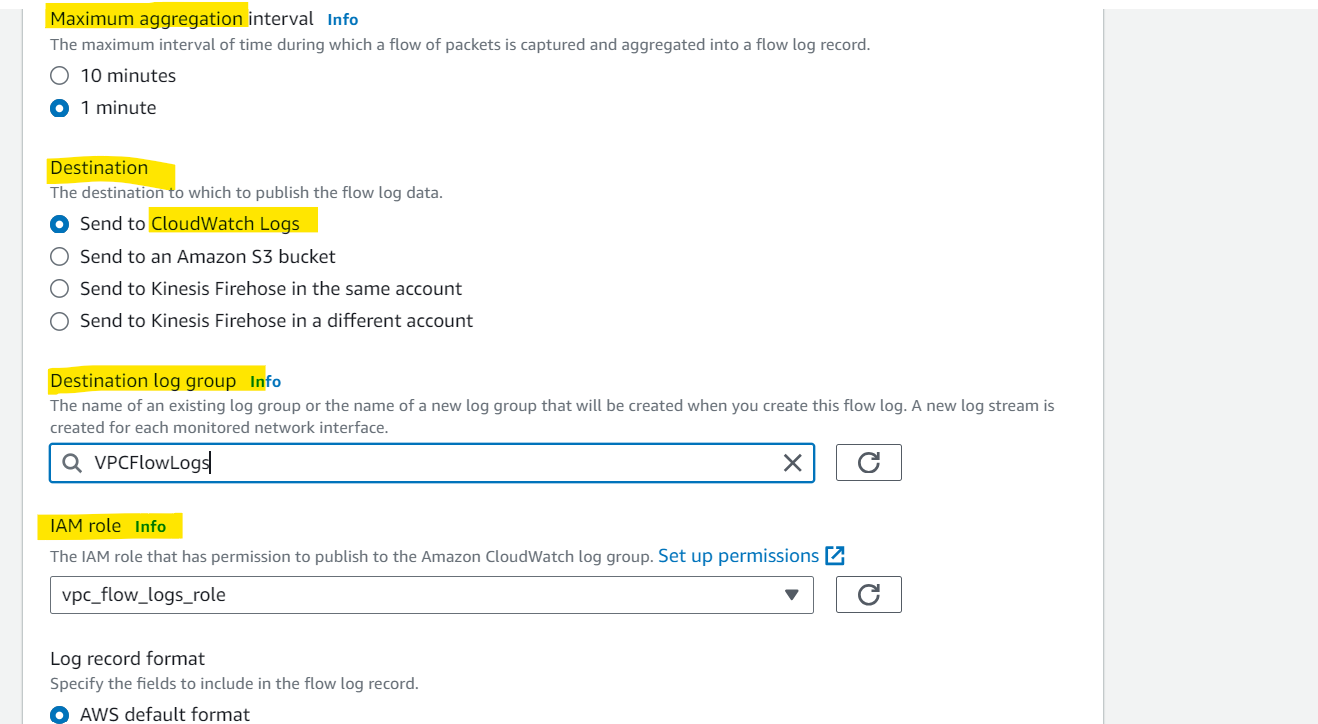 Maximum aggregation interval Info
The maximum interval of time during which a flow of packets is captured and aggregated into a flow log record.
10 minutes
1 minute
Destination
The destination to which to publish the flow log data.
Send to CloudWatch Logs
Send to an Amazon S3 bucket
Send to Kinesis Firehose in the same account
Send to Kinesis Firehose in a different account
Destination log group Info
The name of an existing log group or the name of a new log group that will be created when you create this flow log. A new log stream is
created for each monitored network interface.
VPCFlowLogs
IAM role Info
The IAM role that has permission to publish to the Amazon CloudWatch log group. Set up permissions
vpc_flow_logs_role
Log record format
Specify the fields to include in the flow log record.
AWS default format